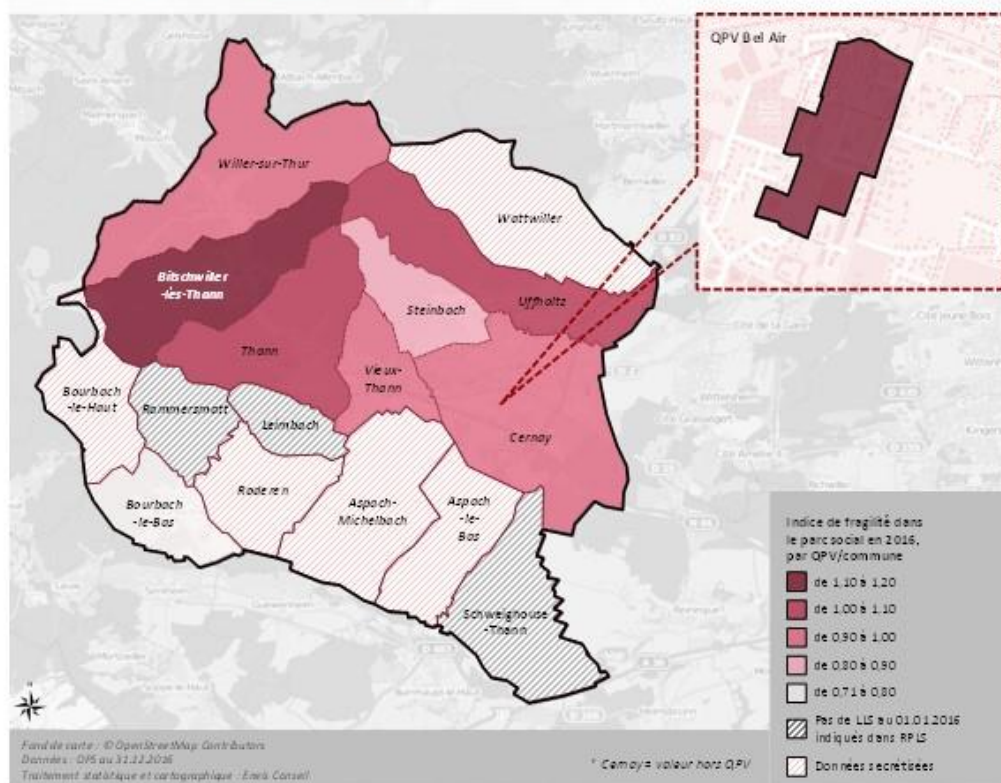 QPV Bel Air
Willer-sur-Thur
Wattwiller
Bitschwiller
-lès-Thann
Uffholtz
Steinbach
Thann
Vieux-
Thann
Bourbach
-le-Haut
Rammersmatt
Leimbach
Cernay
Roderen
Bourbach
-le-Bas
Aspach-
Michelbach
Aspach
-le-
Bas
Schweighouse
-Thann
Indice de fragilité dans
le parc social en 2016,
par QPV/commune,
de 1,10 à 1,20
de 1,00 à 1,10
de 0,90 à 1,00
de 0,80 à 0,90
de 0,71 à 0,80
Pas de LLS au 01.01.2016
indiqués dans RPLS
Données secrétisées
Fond de carte : © OpenStreetMap Contributors
Données : OPS au 31.12.2016
Traitement statistique et cartographique : Eneis Conseil
* Cernay = valeur hors QPV